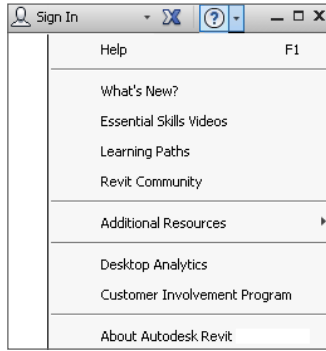 Sign In
Help F1
What's New?
Essential Skills Videos
Learning Paths
Revit Community
Additional Resources
Desktop Analytics
Customer Involvement Program
About Autodesk Revit